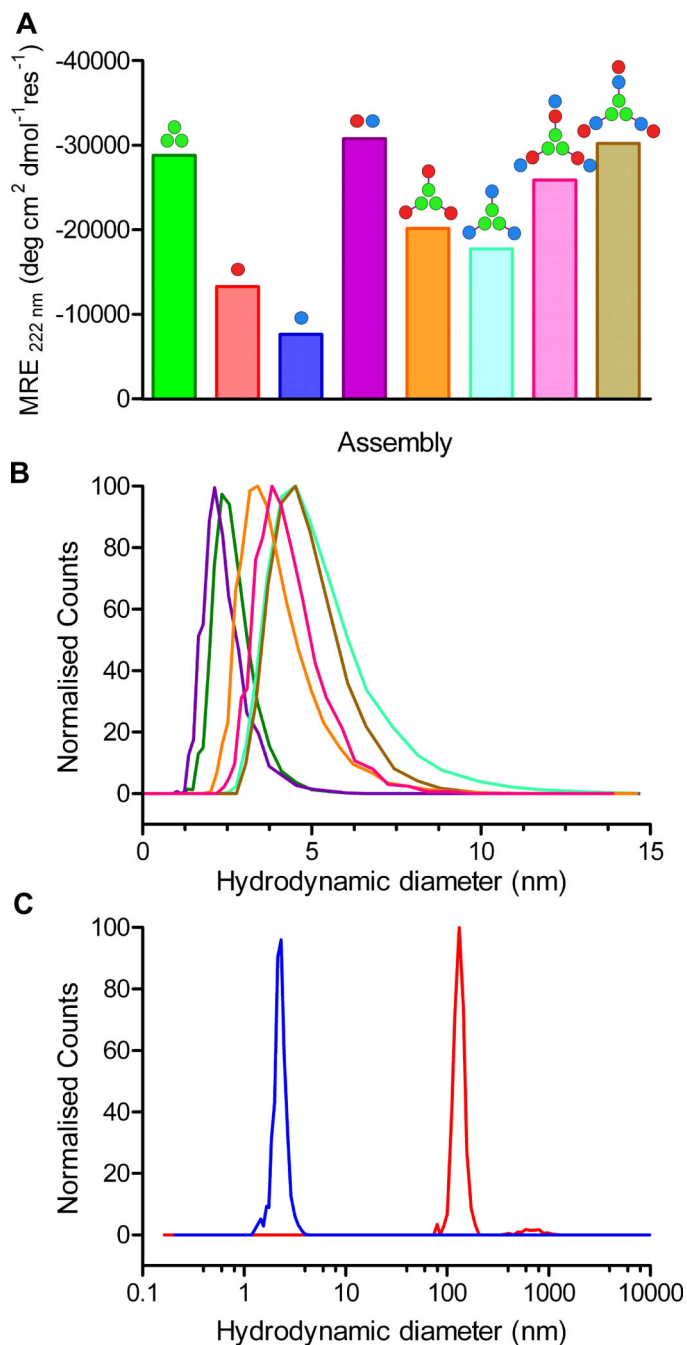 A
MRE 222 nm (deg cm² dmol⁻¹res⁻¹)
-40000
-30000
-20000
-10000
0
Assembly
B
Normalised Counts
100
80
60
40
20
0
0 5 10 15
Hydrodynamic diameter (nm)
C
Normalised Counts
100
80
60
40
20
0
0.1 1 10 100 1000 10000
Hydrodynamic diameter (nm)